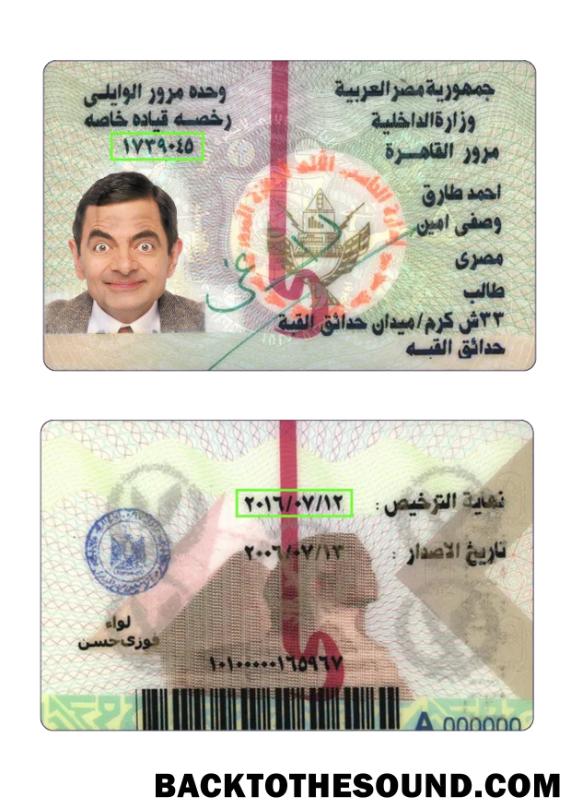 جمهورية مصر العربية
وزارة الداخلية
مرور القاهرة
وحده مرور الوايلى
رخصه قياده خاصه
١٧٣٩٠٤٥
احمد طارق
وصفى امين
مصرى
طالب
٣٣ش كرم/ميدان حدائق القبة
حدائق القبه
نهاية الترخيص : ٢٠١٦/٠٧/١٢
تاريخ الاصدار : ٢٠٠٦/٠٧/١٣
لواء
فوزى حسن
١٠١٠٠٠٠٠١٦٥٩٦٧
A 000000
BACKTOTHESOUND.COM